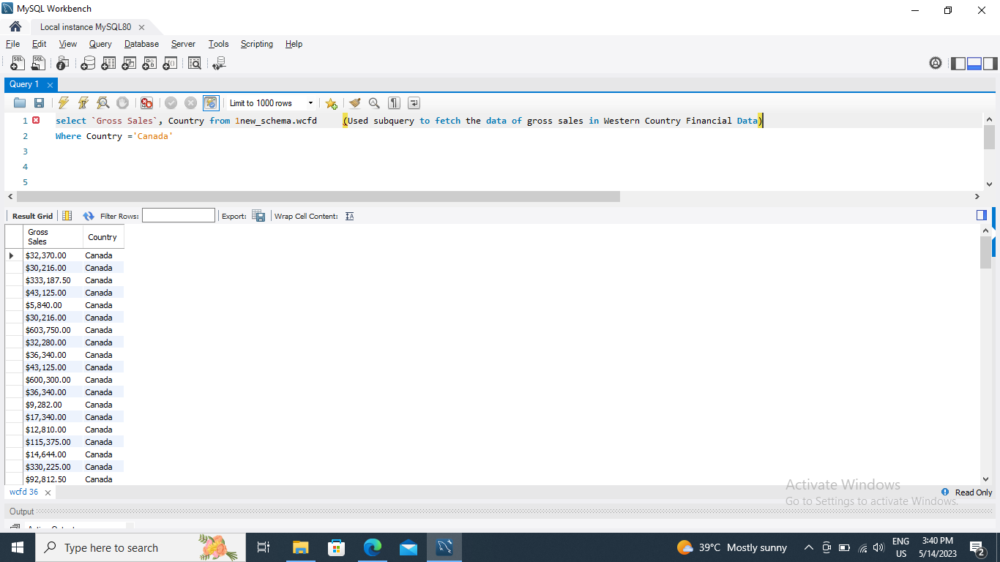 MySQL Workbench
Local instance MySQL80
File Edit View Query Database Server Tools Scripting Help
Query 1
Limit to 1000 rows
1 select `Gross Sales`, Country from 1new_schema.wcfd (Used subquery to fetch the data of gross sales in Western Country Financial Data)
2 Where Country ='Canada'
3
4
5
Result Grid Filter Rows: Export: Wrap Cell Content:
Gross
Sales Country
$32,370.00 Canada
$30,216.00 Canada
$333,187.50 Canada
$43,125.00 Canada
$5,840.00 Canada
$30,216.00 Canada
$603,750.00 Canada
$32,280.00 Canada
$36,340.00 Canada
$43,125.00 Canada
$600,300.00 Canada
$36,340.00 Canada
$9,282.00 Canada
$17,340.00 Canada
$12,810.00 Canada
$115,375.00 Canada
$14,644.00 Canada
$330,225.00 Canada
$92,812.50 Canada
Activate Windows
wcfd 36 Read Only
Go to Settings to activate Windows.
Output
Type here to search 39°C Mostly sunny ENG 3:40 PM
US 5/14/2023 2